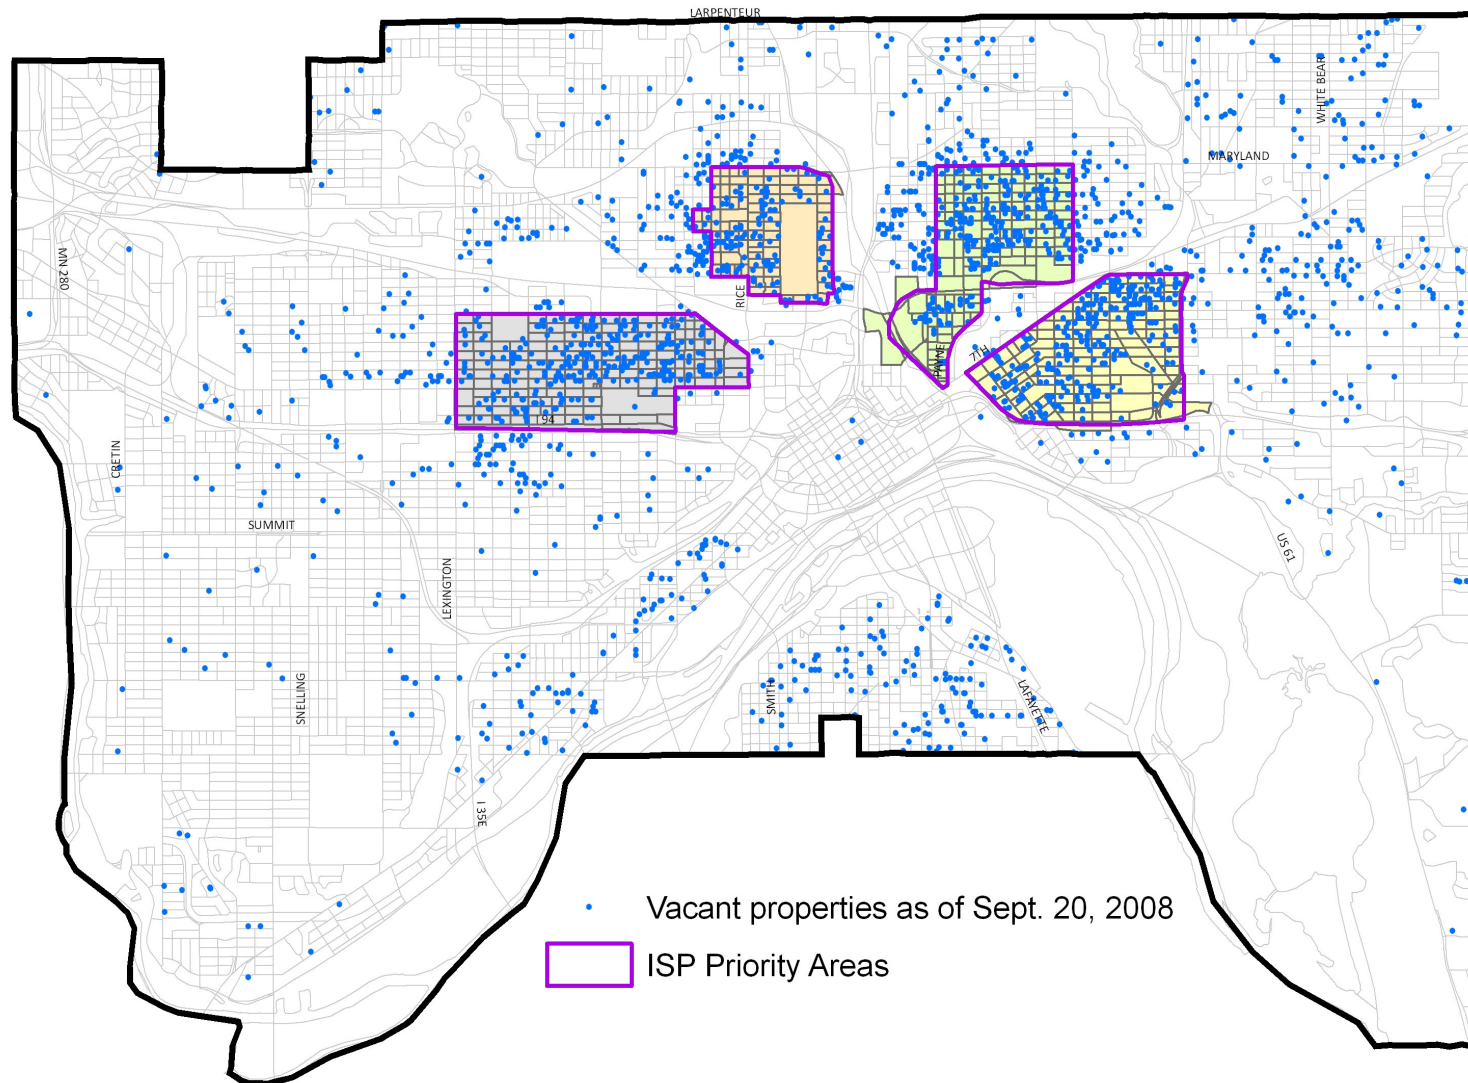 LARPENTEUR
WHITE BEAR
MARYLAND
MN 280
RICE
7TH
PAYNE
I 94
CRETIN
SUMMIT
US 61
LEXINGTON
SNELLING
SMITH
LAFAYETTE
I 35E
Vacant properties as of Sept. 20, 2008
ISP Priority Areas